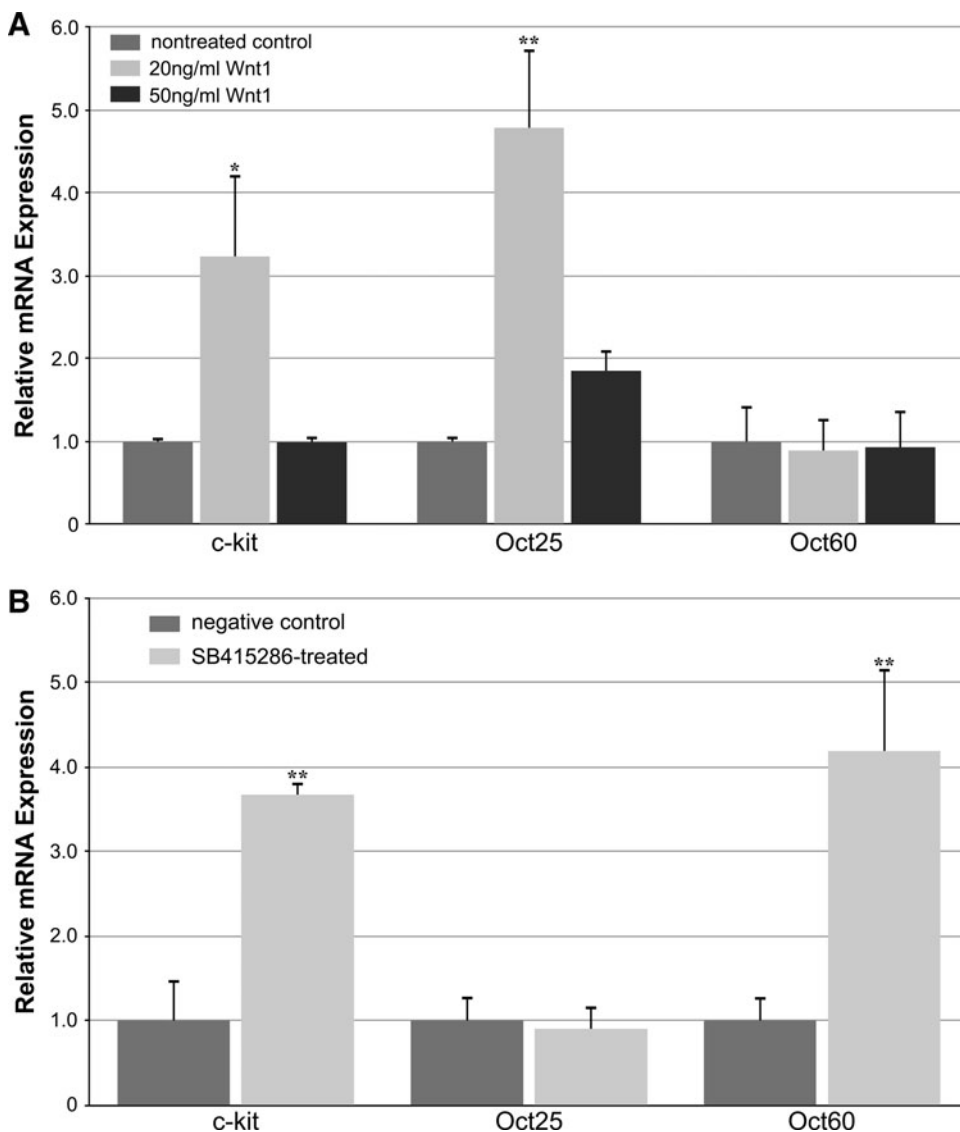 A
Relative mRNA Expression
6.0
5.0
4.0
3.0
2.0
1.0
0
nontreated control
20ng/ml Wnt1
50ng/ml Wnt1
*
**
c-kit Oct25 Oct60
B
Relative mRNA Expression
6.0
5.0
4.0
3.0
2.0
1.0
0
negative control
SB415286-treated
**
**
c-kit Oct25 Oct60